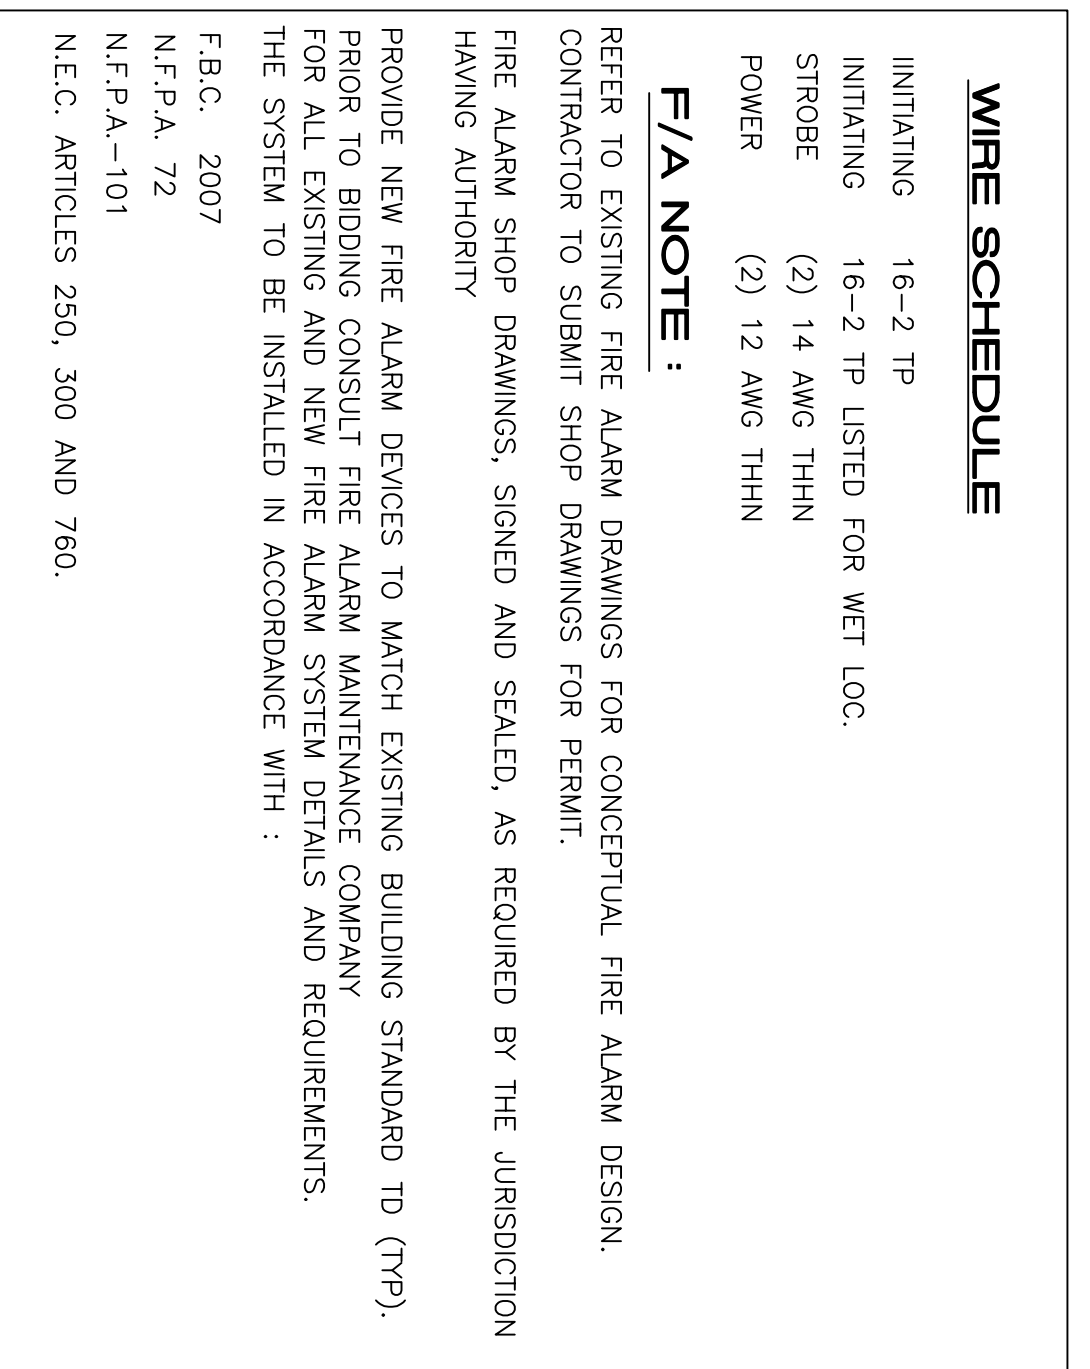 WIRE SCHEDULE
IINITIATING 16-2 TP
INITIATING 16-2 TP LISTED FOR WET LOC.
STROBE (2) 14 AWG THHN
POWER (2) 12 AWG THHN
F/A NOTE :
REFER TO EXISTING FIRE ALARM DRAWINGS FOR CONCEPTUAL FIRE ALARM DESIGN.
CONTRACTOR TO SUBMIT SHOP DRAWINGS FOR PERMIT.
FIRE ALARM SHOP DRAWINGS, SIGNED AND SEALED, AS REQUIRED BY THE JURISDICTION
HAVING AUTHORITY
PROVIDE NEW FIRE ALARM DEVICES TO MATCH EXISTING BUILDING STANDARD TD (TYP).
PRIOR TO BIDDING CONSULT FIRE ALARM MAINTENANCE COMPANY
FOR ALL EXISTING AND NEW FIRE ALARM SYSTEM DETAILS AND REQUIREMENTS.
THE SYSTEM TO BE INSTALLED IN ACCORDANCE WITH :
F.B.C. 2007
N.F.P.A. 72
N.F.P.A.-101
N.E.C. ARTICLES 250, 300 AND 760.